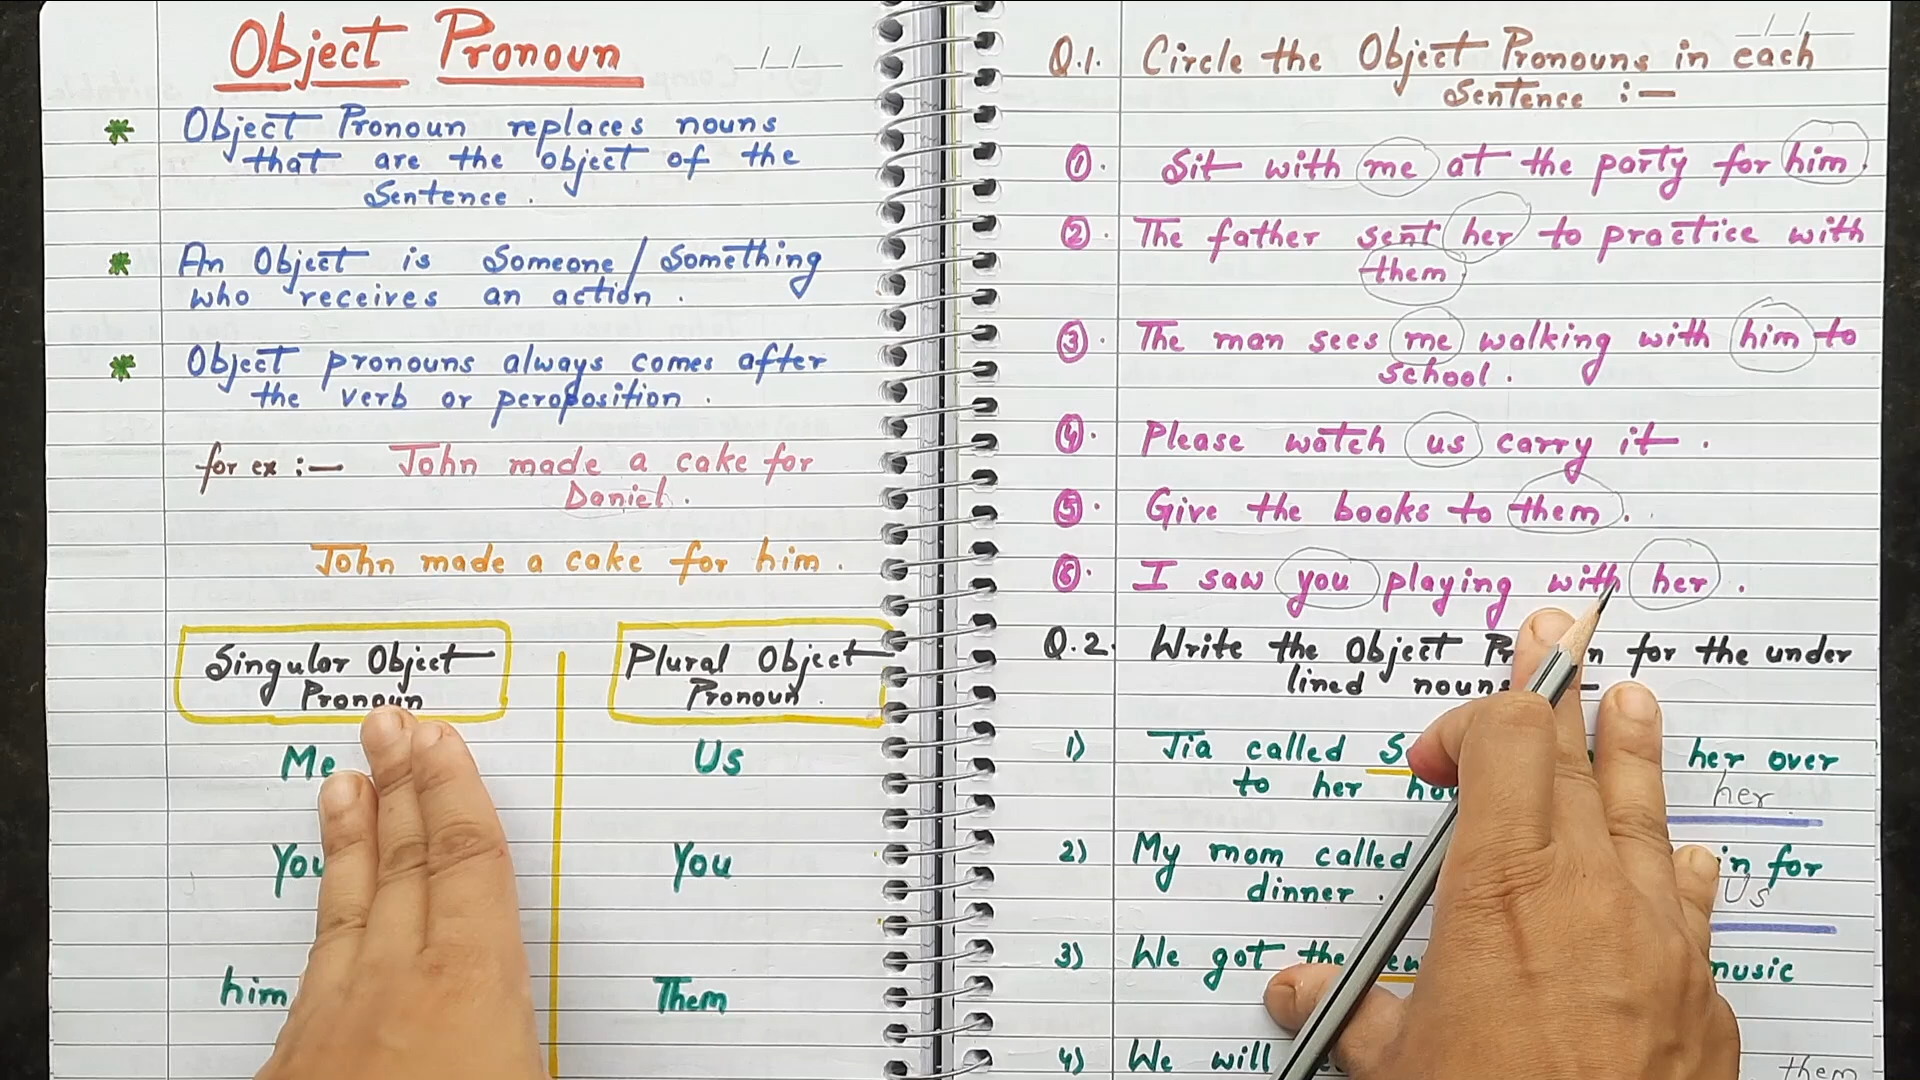 Object Pronoun
Object Pronoun replaces nouns
that are the object of the
Sentence .
An Object is Someone / Something
who receives an action .
Object pronouns always comes after
the verb or peroposition .
for ex :— John made a cake for
Daniel .
John made a cake for him .
Singular Object
Pronoun
Plural Object
Pronoun .
Me
Us
You
You
him
Them
Q.1. Circle the Object Pronouns in each
Sentence :—
1. Sit with me at the party for him .
2. The father sent her to practice with
them .
3. The man sees me walking with him to
school .
4. Please watch us carry it .
5. Give the books to them .
6. I saw you playing with her .
Q.2. Write the Object for the under
lined nouns —
1) Jia called her over
to her
her
2) My mom called in for
dinner .
Us
3) We got the music
4) We will
them